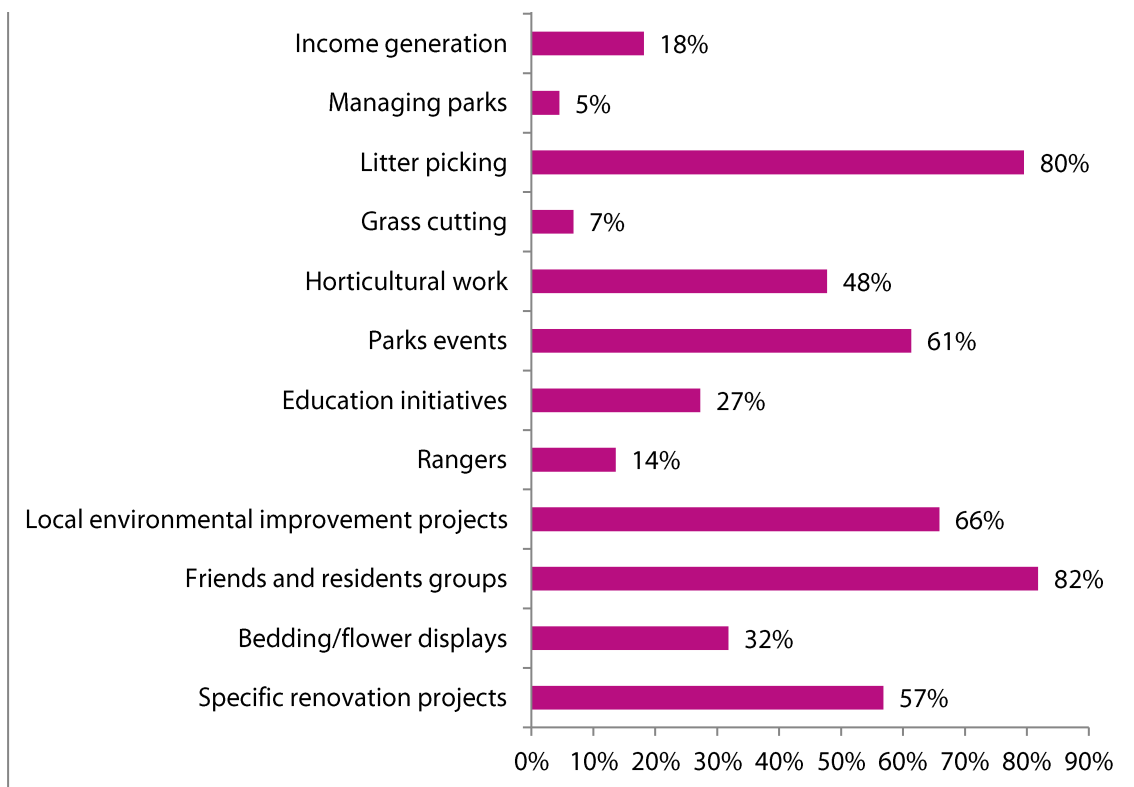 Income generation 18%
Managing parks 5%
Litter picking 80%
Grass cutting 7%
Horticultural work 48%
Parks events 61%
Education initiatives 27%
Rangers 14%
Local environmental improvement projects 66%
Friends and residents groups 82%
Bedding/flower displays 32%
Specific renovation projects 57%
0% 10% 20% 30% 40% 50% 60% 70% 80% 90%